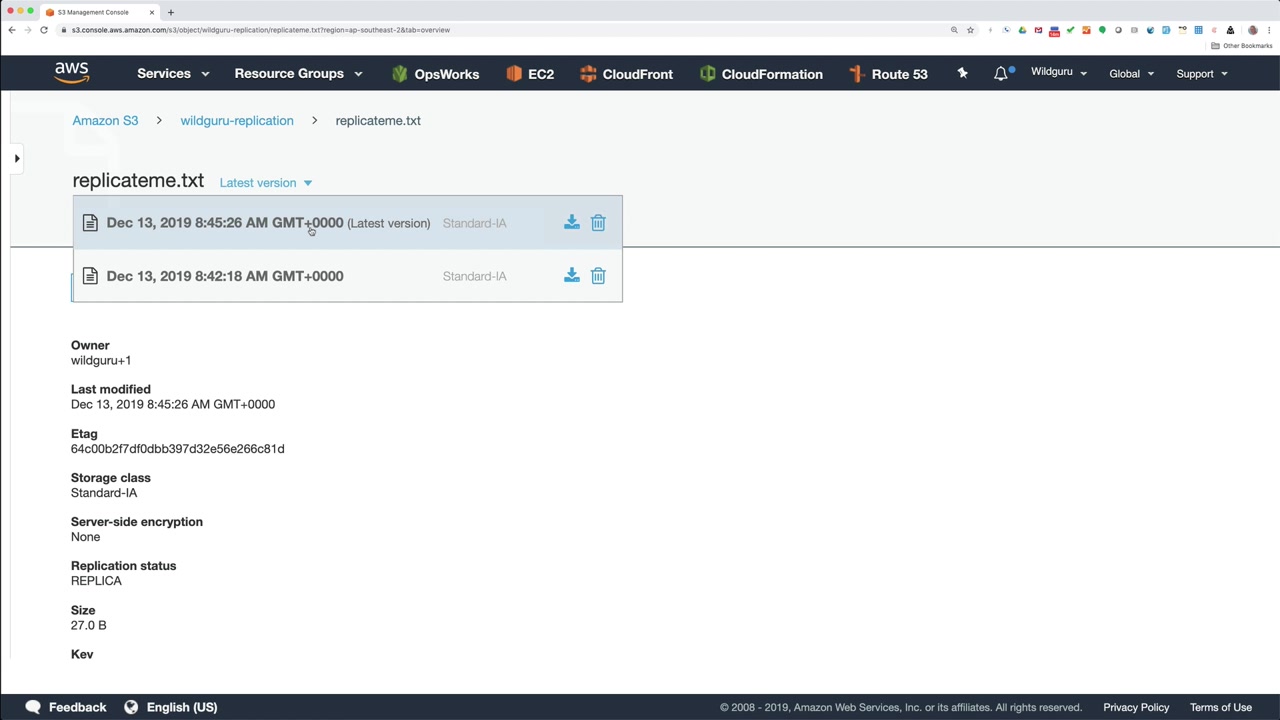 S3 Management Console
s3.console.aws.amazon.com/s3/object/wildguru-replication/replicateme.txt?region=ap-southeast-2&tab=overview
Other Bookmarks
aws Services Resource Groups OpsWorks EC2 CloudFront CloudFormation Route 53 Wildguru Global Support
Amazon S3 > wildguru-replication > replicateme.txt
replicateme.txt Latest version
Dec 13, 2019 8:45:26 AM GMT+0000 (Latest version) Standard-IA
Dec 13, 2019 8:42:18 AM GMT+0000 Standard-IA
Owner
wildguru+1
Last modified
Dec 13, 2019 8:45:26 AM GMT+0000
Etag
64c00b2f7df0dbb397d32e56e266c81d
Storage class
Standard-IA
Server-side encryption
None
Replication status
REPLICA
Size
27.0 B
Key
Feedback English (US) © 2008 - 2019, Amazon Web Services, Inc. or its affiliates. All rights reserved. Privacy Policy Terms of Use